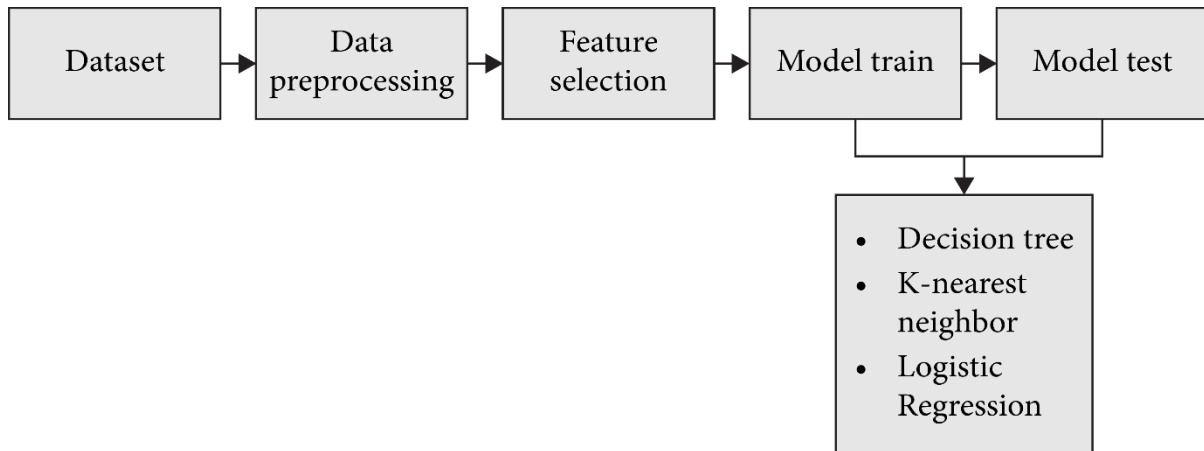 Dataset
Data
preprocessing
Feature
selection
Model train
Model test
• Decision tree
• K-nearest
neighbor
• Logistic
Regression